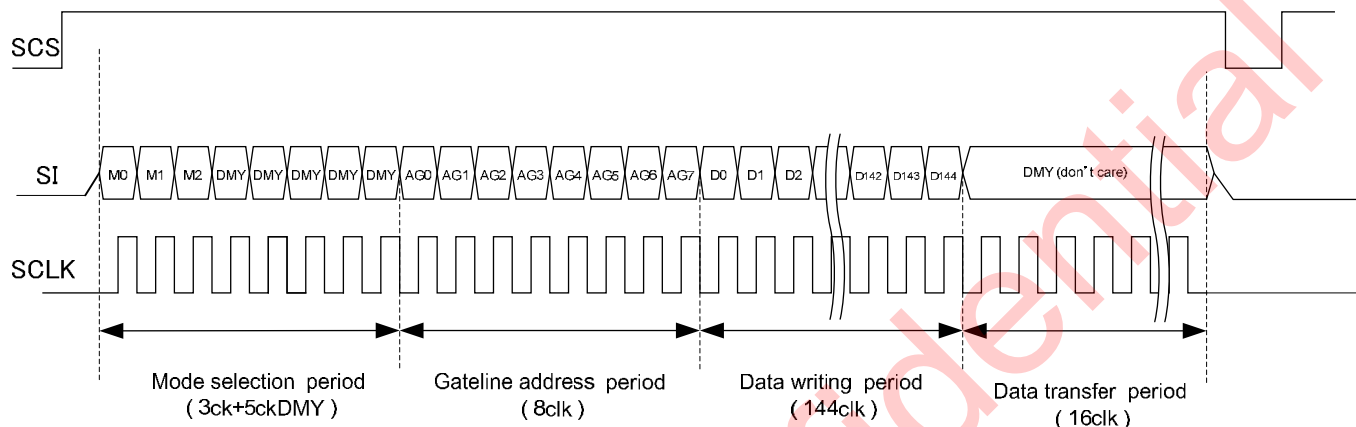 SCS
SI
M0 M1 M2 DMY DMY DMY DMY DMY AG0 AG1 AG2 AG3 AG4 AG5 AG6 AG7 D0 D1 D2 D142 D143 D144 DMY (don"t care)
SCLK
Mode selection period
( 3ck+5ckDMY )
Gateline address period
( 8clk )
Data writing period
( 144clk )
Data transfer period
( 16clk )
fidential